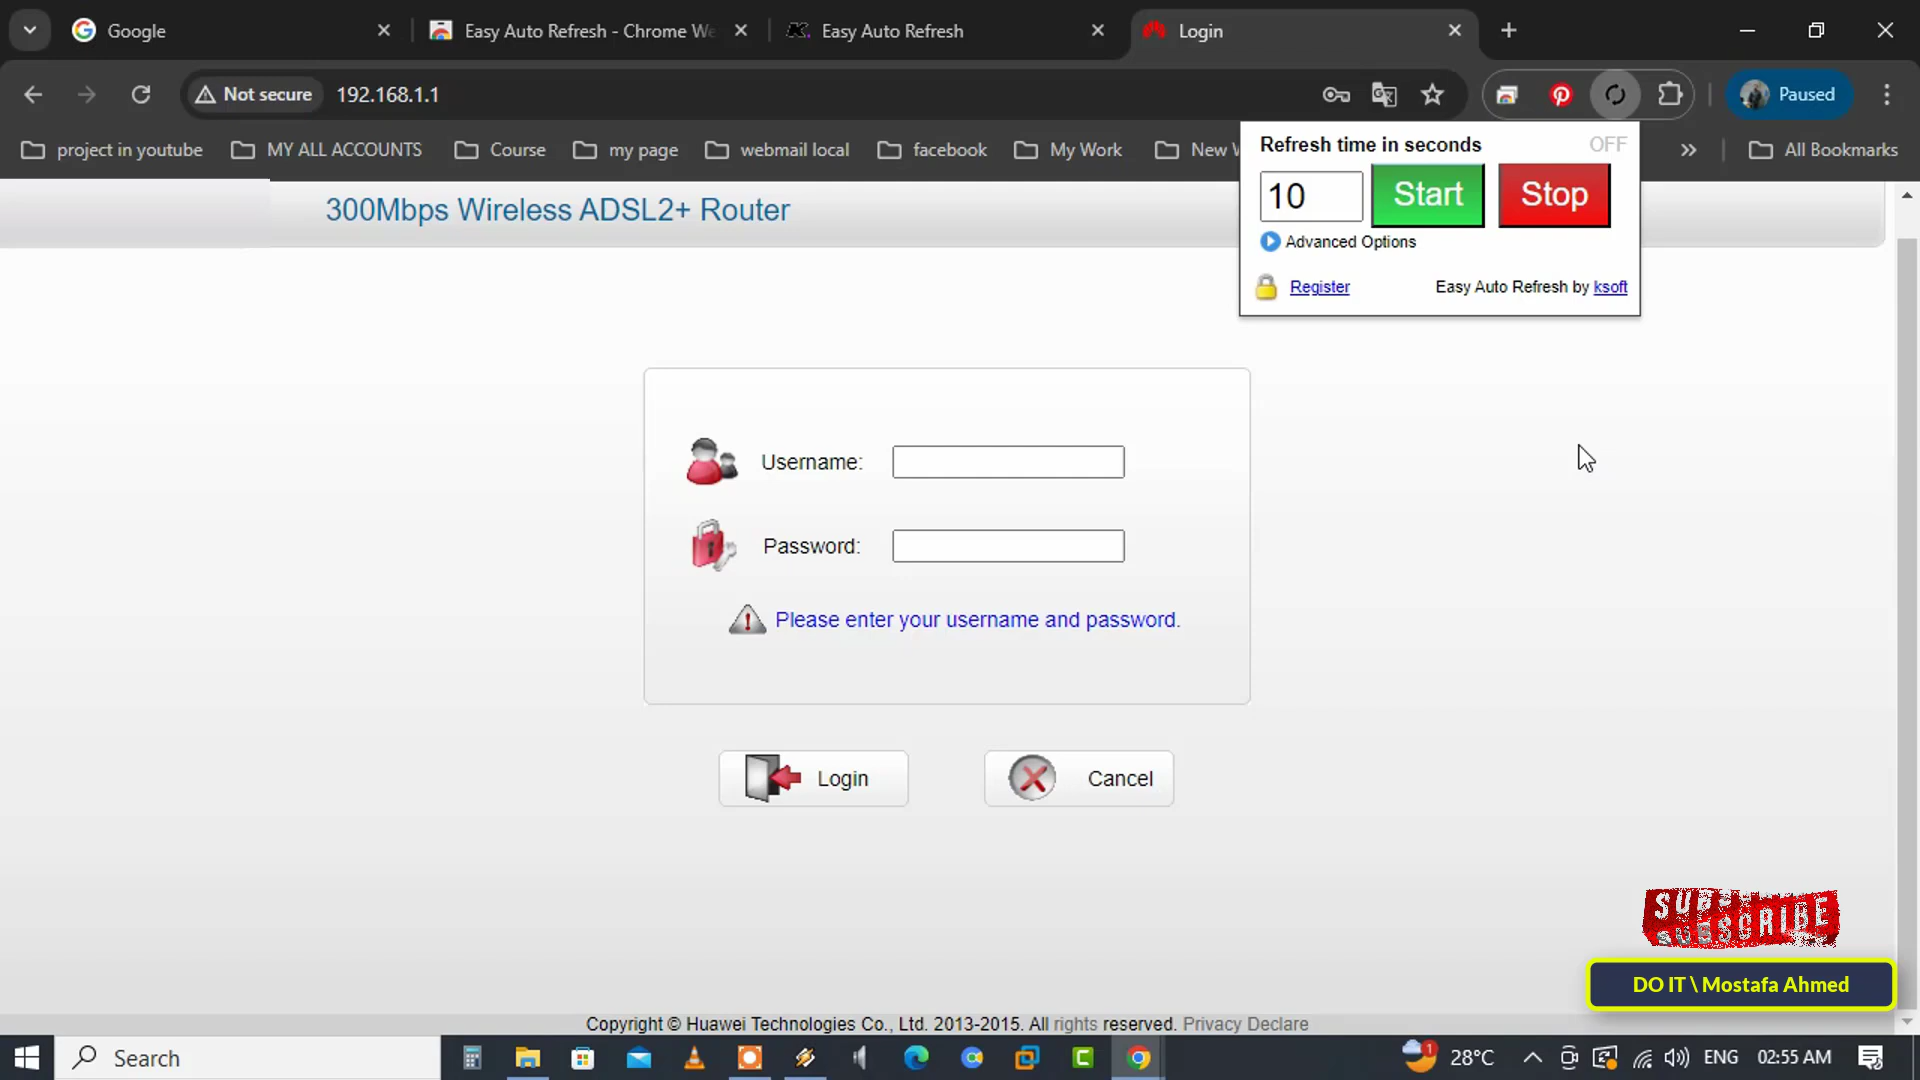 Google
Easy Auto Refresh - Chrome We
Easy Auto Refresh
Login
Not secure
192.168.1.1
Paused
project in youtube
MY ALL ACCOUNTS
Course
my page
webmail local
facebook
My Work
New
All Bookmarks
Refresh time in seconds
OFF
10
Start
Stop
Advanced Options
Register
Easy Auto Refresh by ksoft
300Mbps Wireless ADSL2+ Router
Username:
Password:
Please enter your username and password.
Login
Cancel
SUBSCRIBE
DO IT \ Mostafa Ahmed
Copyright © Huawei Technologies Co., Ltd. 2013-2015. All rights reserved. Privacy Declare
Search
1
28°C
ENG
02:55 AM